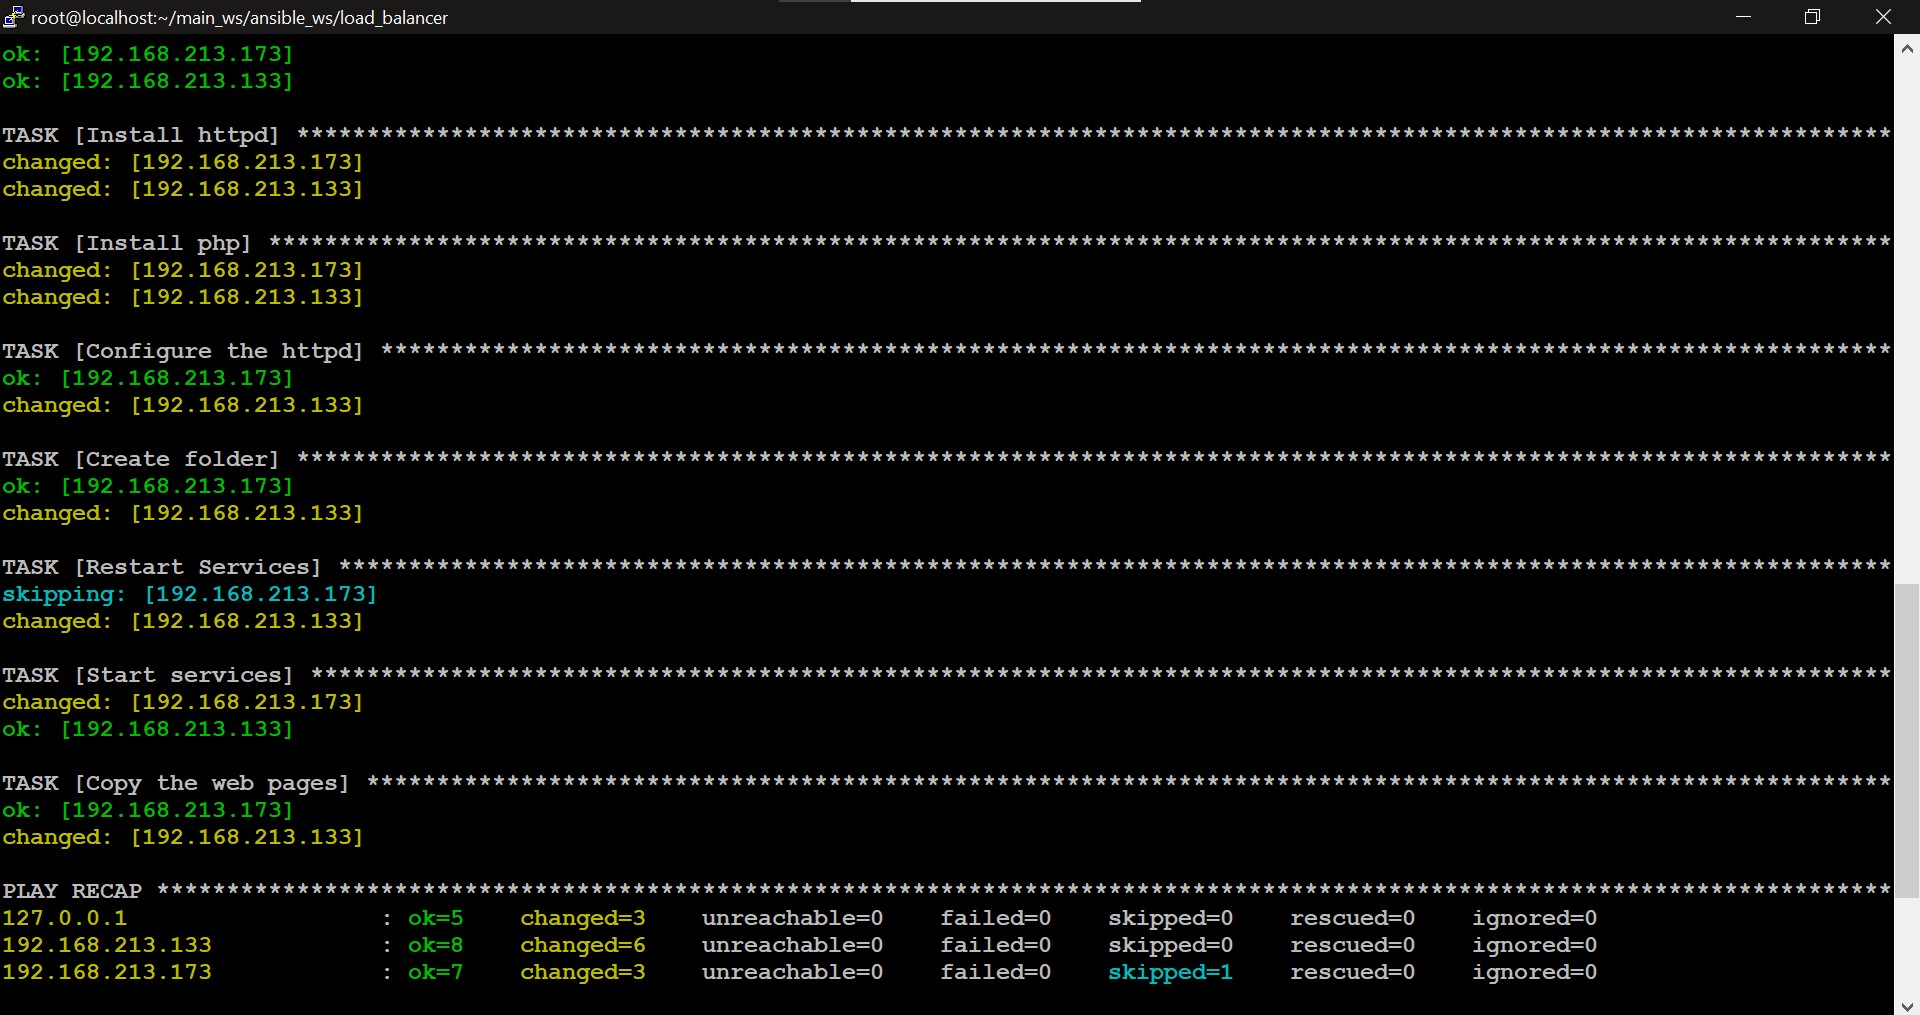 root@localhost:~/main_ws/ansible_ws/load_balancer
ok: [192.168.213.173]
ok: [192.168.213.133]
TASK [Install httpd] ******************************************************************************************************************
changed: [192.168.213.173]
changed: [192.168.213.133]
TASK [Install php] ********************************************************************************************************************
changed: [192.168.213.173]
changed: [192.168.213.133]
TASK [Configure the httpd] ************************************************************************************************************
ok: [192.168.213.173]
changed: [192.168.213.133]
TASK [Create folder] ******************************************************************************************************************
ok: [192.168.213.173]
changed: [192.168.213.133]
TASK [Restart Services] ***************************************************************************************************************
skipping: [192.168.213.173]
changed: [192.168.213.133]
TASK [Start services] *****************************************************************************************************************
changed: [192.168.213.173]
ok: [192.168.213.133]
TASK [Copy the web pages] *************************************************************************************************************
ok: [192.168.213.173]
changed: [192.168.213.133]
PLAY RECAP ****************************************************************************************************************************
127.0.0.1                  : ok=5    changed=3    unreachable=0    failed=0    skipped=0    rescued=0    ignored=0
192.168.213.133            : ok=8    changed=6    unreachable=0    failed=0    skipped=0    rescued=0    ignored=0
192.168.213.173            : ok=7    changed=3    unreachable=0    failed=0    skipped=1    rescued=0    ignored=0